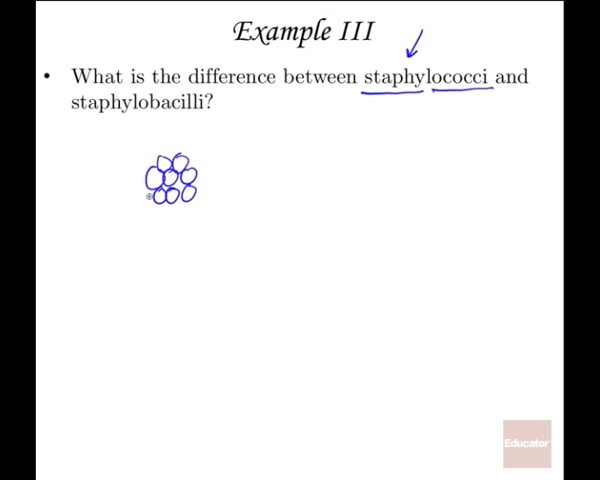 Example III
• What is the difference between staphylococci and
staphylobacilli?
Educator